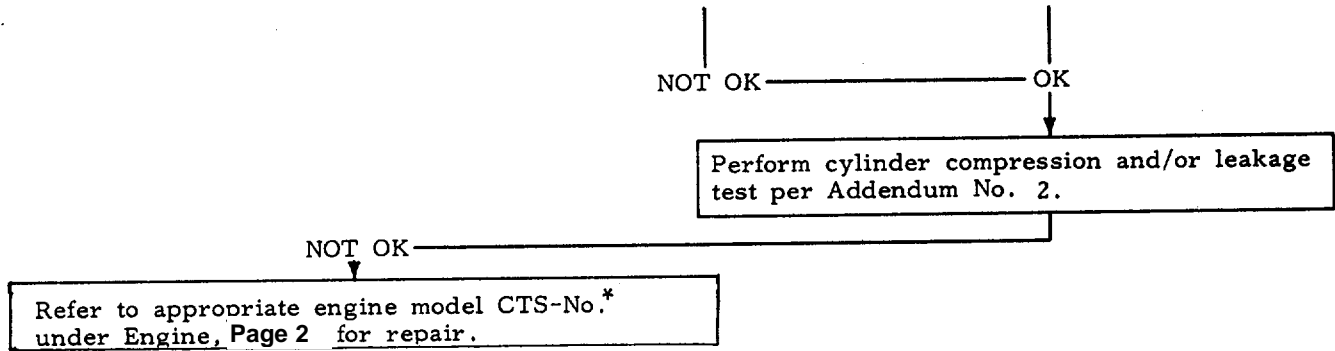 NOT OK OK
Perform cylinder compression and/or leakage
test per Addendum No. 2.
NOT OK
Refer to appropriate engine model CTS-No.*
under Engine, Page 2 for repair.